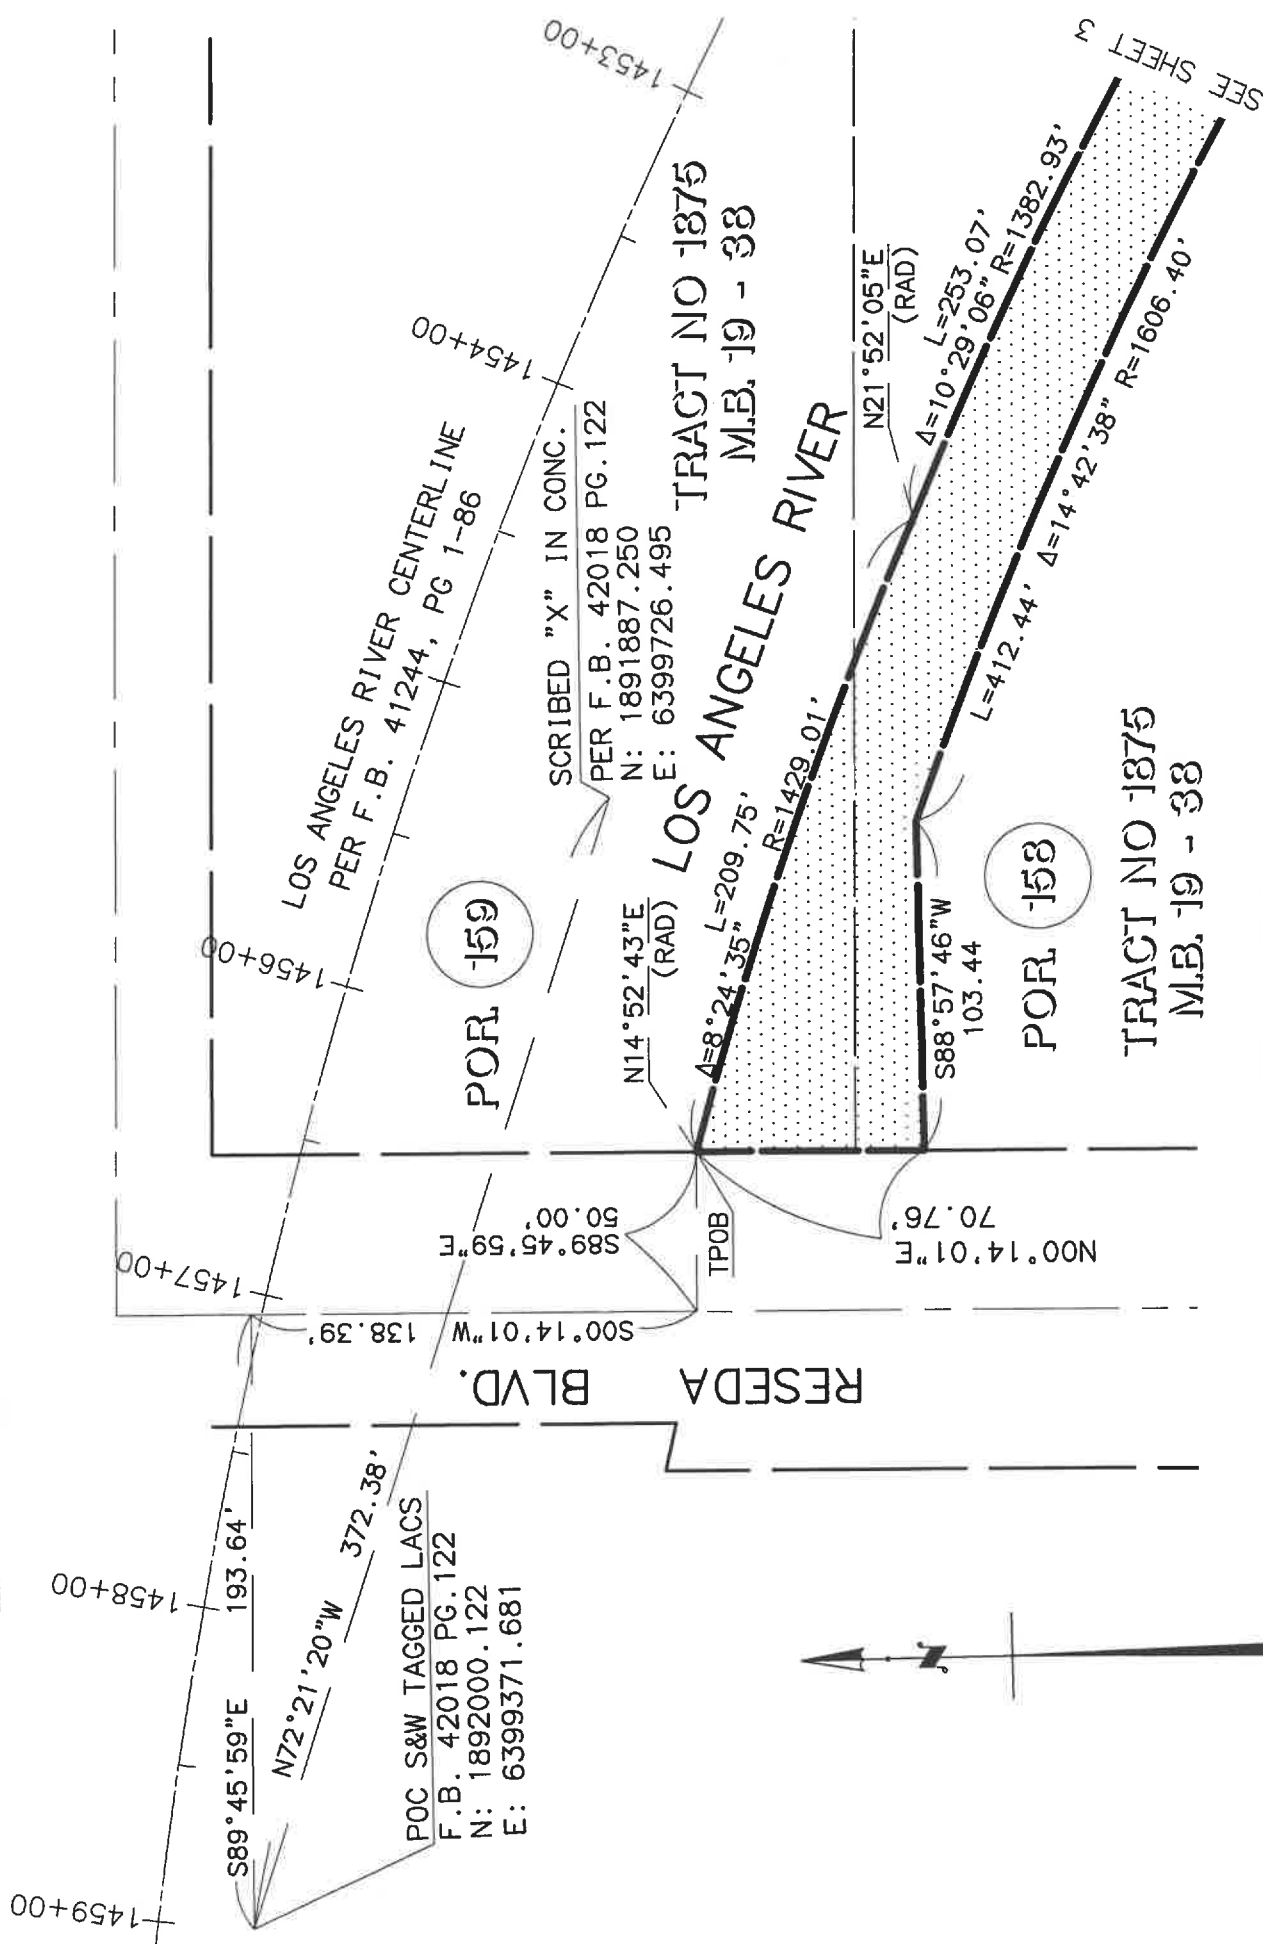 1459+00
1458+00
1457+00
1456+00
1454+00
1453+00
LOS ANGELES RIVER CENTERLINE
PER F.B. 41244, PG 1-86
S89°45'59"E 193.64'
N72°21'20"W 372.38'
POC S&W TAGGED LACS
F.B. 42018 PG.122
N: 1892000.122
E: 6399371.681
RESEDA BLVD.
S00°14'01"W 138.39'
S89°45'59"E
50.00'
TPOB
N00°14'01"E
70.76'
POR 159
SCRIBED "X" IN CONC.
PER F.B. 42018 PG.122
N: 1891887.250
E: 6399726.495
TRACT NO 1875
M.B. 19 - 38
LOS ANGELES RIVER
N14°52'43"E
(RAD)
Δ=8°24'35" L=209.75'
R=1429.01'
N21°52'05"E
(RAD)
L=253.07'
Δ=10°29'06" R=1382.93'
SEE SHEET 3
S88°57'46"W
103.44
L=412.44' Δ=14°42'38" R=1606.40'
POR 158
TRACT NO 1875
M.B. 19 - 38
N